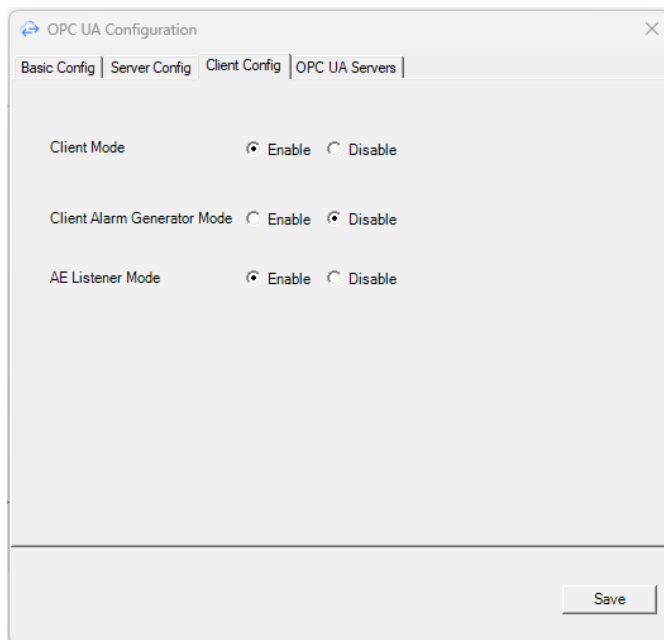 OPC UA Configuration
Basic Config Server Config Client Config OPC UA Servers
Client Mode Enable Disable
Client Alarm Generator Mode Enable Disable
AE Listener Mode Enable Disable
Save